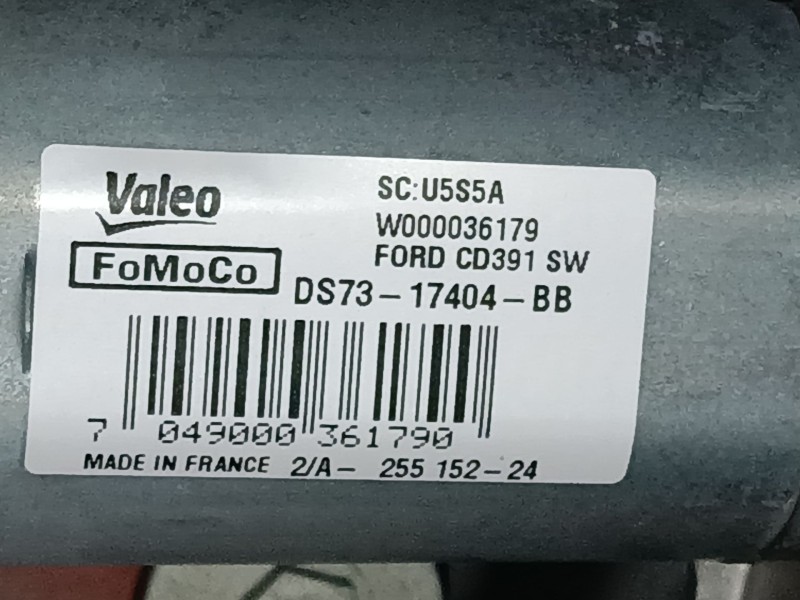 Valeo
SC:U5S5A
W000036179
FoMoCo
FORD CD391 SW
DS73-17404-BB
7 049000 361790
MADE IN FRANCE 2/A- 255 152-24